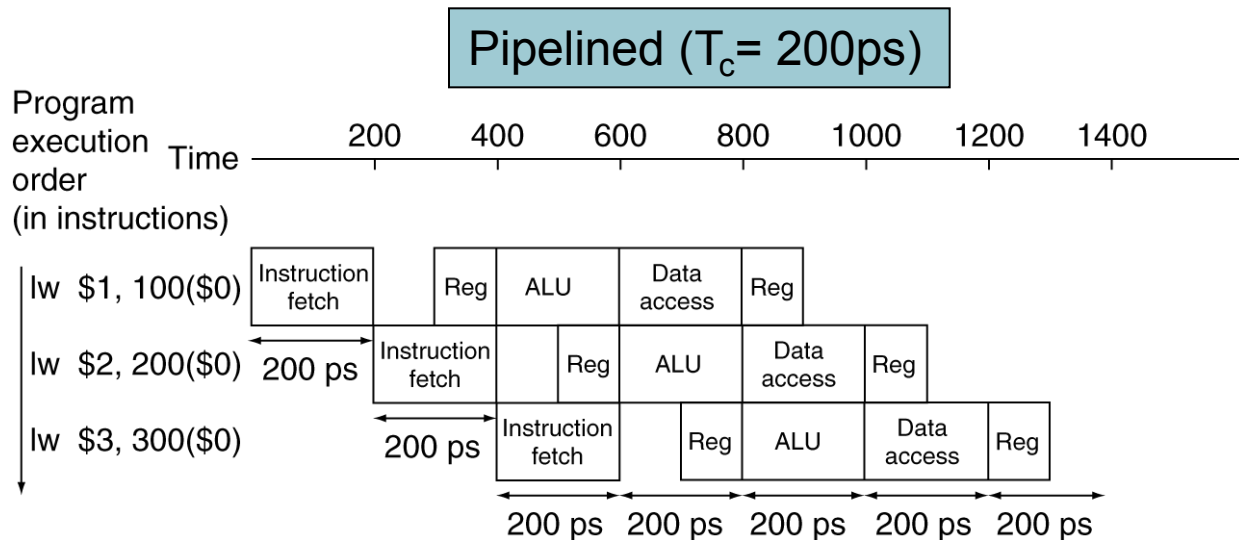 Pipelined (Tc= 200ps)
Program
execution
order
(in instructions)
Time
200 400 600 800 1000 1200 1400
lw $1, 100($0)
Instruction
fetch
Reg
ALU
Data
access
Reg
200 ps
lw $2, 200($0)
Instruction
fetch
Reg
ALU
Data
access
Reg
200 ps
lw $3, 300($0)
Instruction
fetch
Reg
ALU
Data
access
Reg
200 ps 200 ps 200 ps 200 ps 200 ps